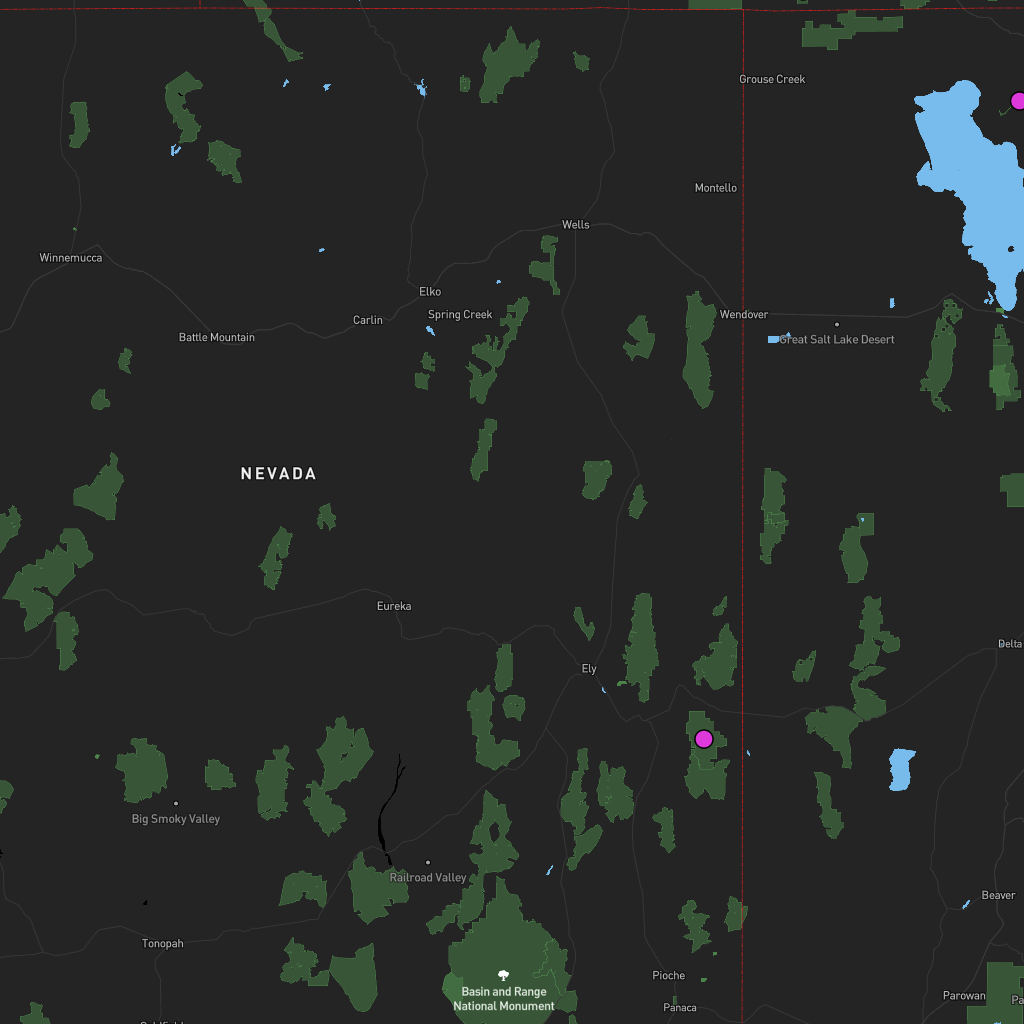 Grouse Creek
Montello
Wells
Winnemucca
Elko
Spring Creek
Carlin
Wendover
Battle Mountain
Great Salt Lake Desert
NEVADA
Eureka
Delta
Ely
Big Smoky Valley
Railroad Valley
Beaver
Tonopah
Pioche
Basin and Range
National Monument
Parowan
Pa
Panaca